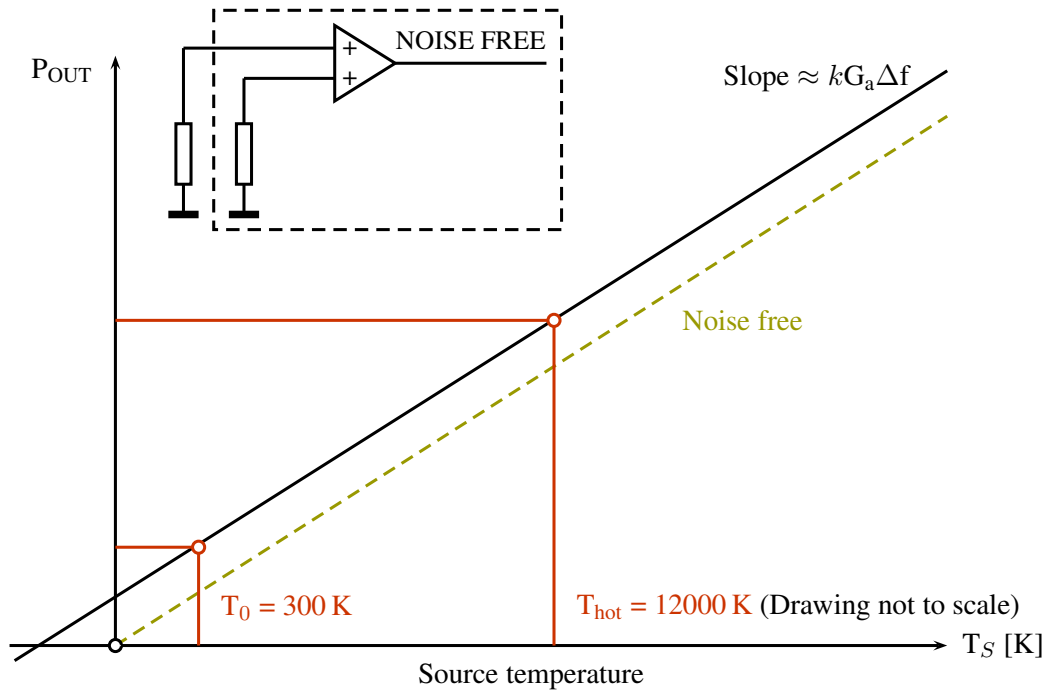 NOISE FREE
+
+
P_OUT
Slope ≈ kG_aΔf
Noise free
T_0 = 300 K
T_hot = 12000 K (Drawing not to scale)
T_S [K]
Source temperature